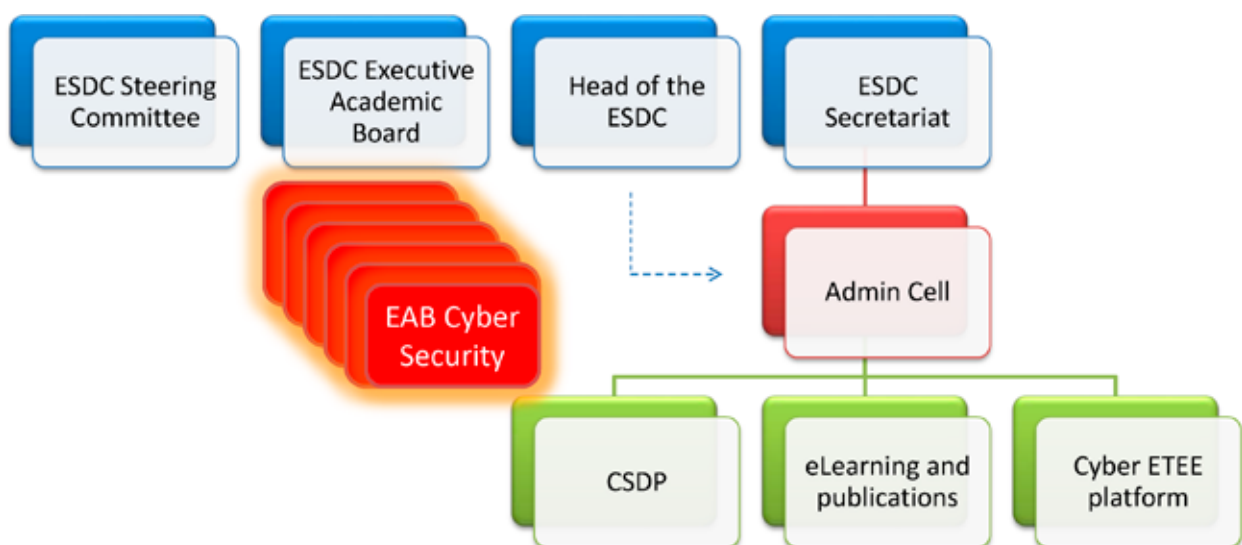 ESDC Steering
Committee
ESDC Executive
Academic
Board
Head of the
ESDC
ESDC
Secretariat
EAB Cyber
Security
Admin Cell
CSDP
eLearning and
publications
Cyber ETEE
platform